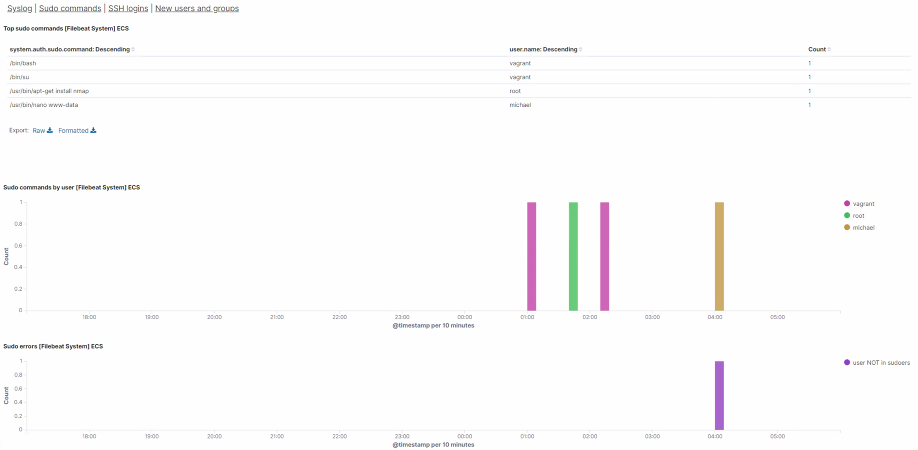 Syslog | Sudo commands | SSH logins | New users and groups
Top sudo commands [Filebeat System] ECS
system.auth.sudo.command: Descending user.name: Descending Count
/bin/bash vagrant 1
/bin/su vagrant 1
/usr/bin/apt-get install nmap root 1
/usr/bin/nano www-data michael 1
Export: Raw Formatted
Sudo commands by user [Filebeat System] ECS
1
0.8
0.6
0.4
0.2
0
Count
18:00 19:00 20:00 21:00 22:00 23:00 00:00 01:00 02:00 03:00 04:00 05:00
@timestamp per 10 minutes
vagrant
root
michael
Sudo errors [Filebeat System] ECS
1
0.8
0.6
0.4
0.2
0
Count
18:00 19:00 20:00 21:00 22:00 23:00 00:00 01:00 02:00 03:00 04:00 05:00
@timestamp per 10 minutes
user NOT in sudoers